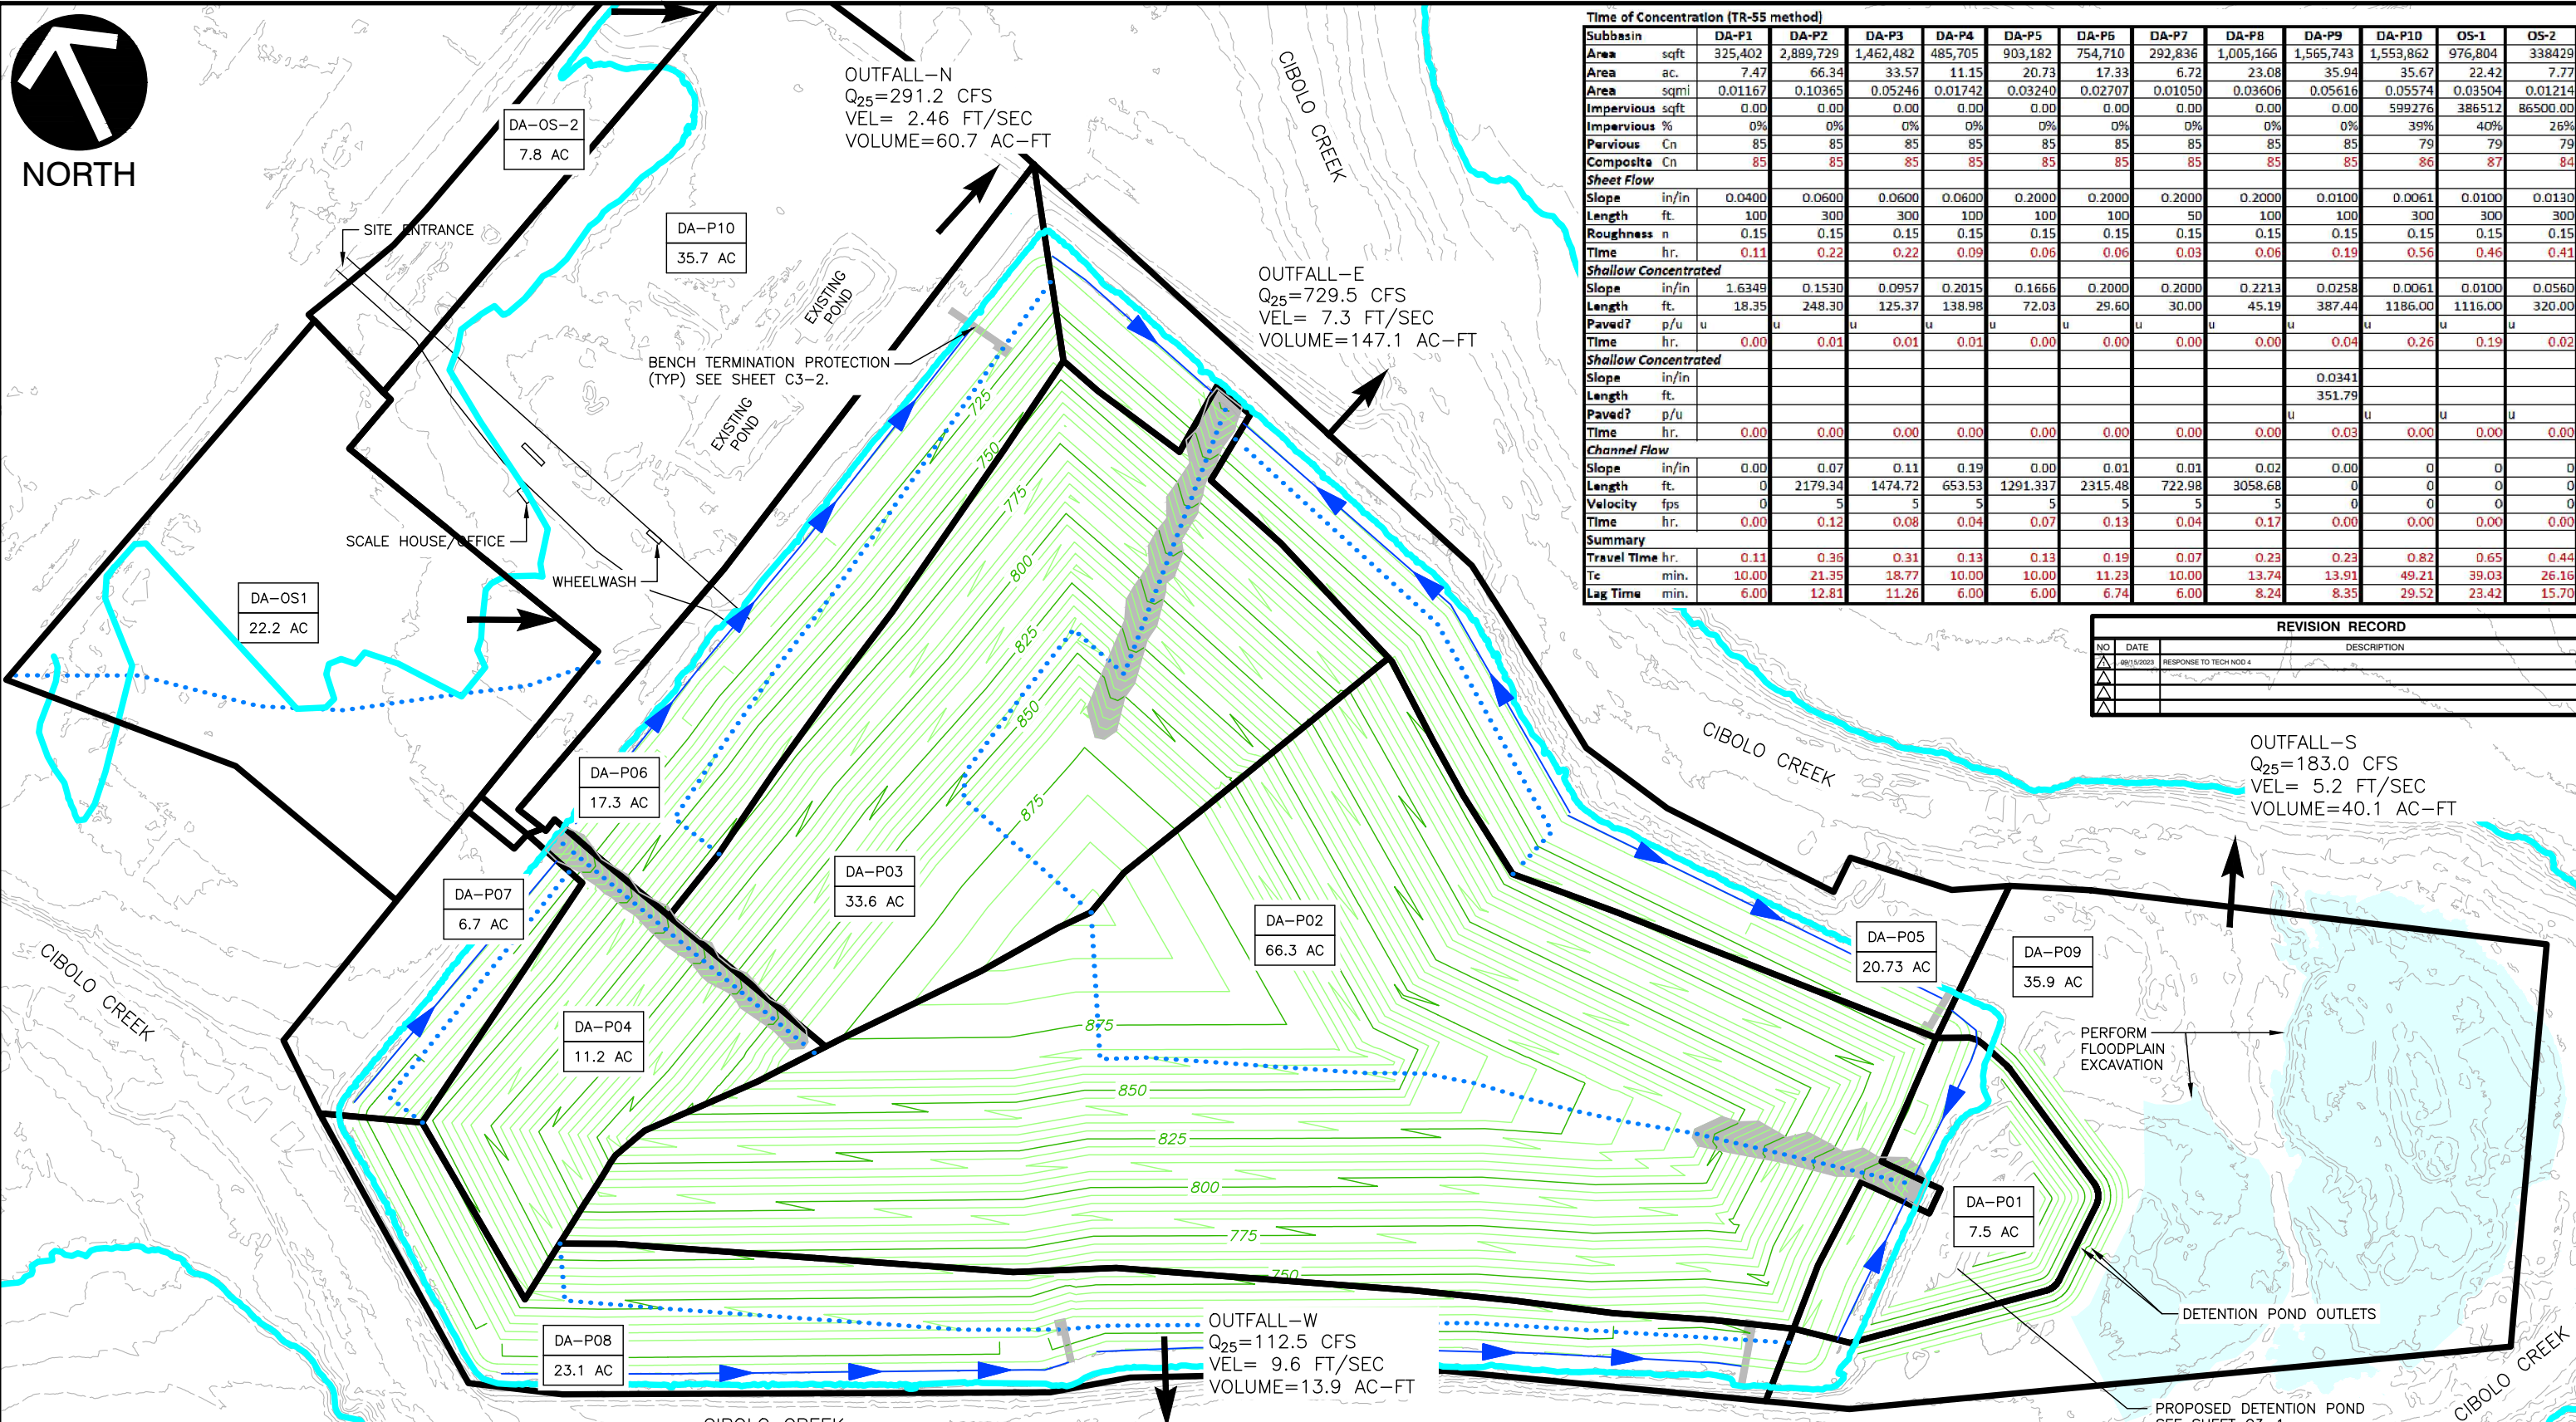 NORTH
DA-OS-2
7.8 AC
OUTFALL-N
Q25=291.2 CFS
VEL= 2.46 FT/SEC
VOLUME=60.7 AC-FT
CIBOLO CREEK
SITE ENTRANCE
DA-P10
35.7 AC
EXISTING
POND
OUTFALL-E
Q25=729.5 CFS
VEL= 7.3 FT/SEC
VOLUME=147.1 AC-FT
BENCH TERMINATION PROTECTION
(TYP) SEE SHEET C3-2.
EXISTING
POND
725
750
775
800
825
850
875
SCALE HOUSE/OFFICE
WHEELWASH
DA-OS1
22.2 AC
Time of Concentration (TR-55 method)
Subbasin DA-P1 DA-P2 DA-P3 DA-P4 DA-P5 DA-P6 DA-P7 DA-P8 DA-P9 DA-P10 OS-1 OS-2
Area sqft 325,402 2,889,729 1,462,482 485,705 903,182 754,710 292,836 1,005,166 1,565,743 1,553,862 976,804 338429
Area ac. 7.47 66.34 33.57 11.15 20.73 17.33 6.72 23.08 35.94 35.67 22.42 7.77
Area sqmi 0.01167 0.10365 0.05246 0.01742 0.03240 0.02707 0.01050 0.03606 0.05616 0.05574 0.03504 0.01214
Impervious sqft 0.00 0.00 0.00 0.00 0.00 0.00 0.00 0.00 0.00 599276 386512 86500.00
Impervious % 0% 0% 0% 0% 0% 0% 0% 0% 0% 39% 40% 26%
Pervious Cn 85 85 85 85 85 85 85 85 85 79 79 79
Composite Cn 85 85 85 85 85 85 85 85 85 86 87 84
Sheet Flow
Slope in/in 0.0400 0.0600 0.0600 0.0600 0.2000 0.2000 0.2000 0.2000 0.0100 0.0061 0.0100 0.0130
Length ft. 100 300 300 100 100 100 50 100 100 300 300 300
Roughness n 0.15 0.15 0.15 0.15 0.15 0.15 0.15 0.15 0.15 0.15 0.15 0.15
Time hr. 0.11 0.22 0.22 0.09 0.06 0.06 0.03 0.06 0.19 0.56 0.46 0.41
Shallow Concentrated
Slope in/in 1.6349 0.1530 0.0957 0.2015 0.1666 0.2000 0.2000 0.2213 0.0258 0.0061 0.0100 0.0560
Length ft. 18.35 248.30 125.37 138.98 72.03 29.60 30.00 45.19 387.44 1186.00 1116.00 320.00
Paved? p/u u u u u u u u u u u u u
Time hr. 0.00 0.01 0.01 0.01 0.00 0.00 0.00 0.00 0.04 0.26 0.19 0.02
Shallow Concentrated
Slope in/in 0.0341
Length ft. 351.79
Paved? p/u u u u u
Time hr. 0.00 0.00 0.00 0.00 0.00 0.00 0.00 0.00 0.03 0.00 0.00 0.00
Channel Flow
Slope in/in 0.00 0.07 0.11 0.19 0.00 0.01 0.01 0.02 0.00 0 0 0
Length ft. 0 2179.34 1474.72 653.53 1291.337 2315.48 722.98 3058.68 0 0 0 0
Velocity fps 0 5 5 5 5 5 5 5 0 0 0 0
Time hr. 0.00 0.12 0.08 0.04 0.07 0.13 0.04 0.17 0.00 0.00 0.00 0.00
Summary
Travel Time hr. 0.11 0.36 0.31 0.13 0.13 0.19 0.07 0.23 0.23 0.82 0.65 0.44
Tc min. 10.00 21.35 18.77 10.00 10.00 11.23 10.00 13.74 13.91 49.21 39.03 26.16
Lag Time min. 6.00 12.81 11.26 6.00 6.00 6.74 6.00 8.24 8.35 29.52 23.42 15.70
REVISION RECORD
NO DATE DESCRIPTION
09/15/2023 RESPONSE TO TECH NOD 4
CIBOLO CREEK
OUTFALL-S
Q25=183.0 CFS
VEL= 5.2 FT/SEC
VOLUME=40.1 AC-FT
DA-P06
17.3 AC
DA-P03
33.6 AC
DA-P07
6.7 AC
DA-P02
66.3 AC
DA-P05
20.73 AC
DA-P09
35.9 AC
CIBOLO CREEK
DA-P04
11.2 AC
875
850
825
800
775
750
PERFORM
FLOODPLAIN
EXCAVATION
DA-P01
7.5 AC
DETENTION POND OUTLETS
DA-P08
23.1 AC
OUTFALL-W
Q25=112.5 CFS
VEL= 9.6 FT/SEC
VOLUME=13.9 AC-FT
CIBOLO CREEK
PROPOSED DETENTION POND
SEE SHEET C3-1
CIBOLO CREEK